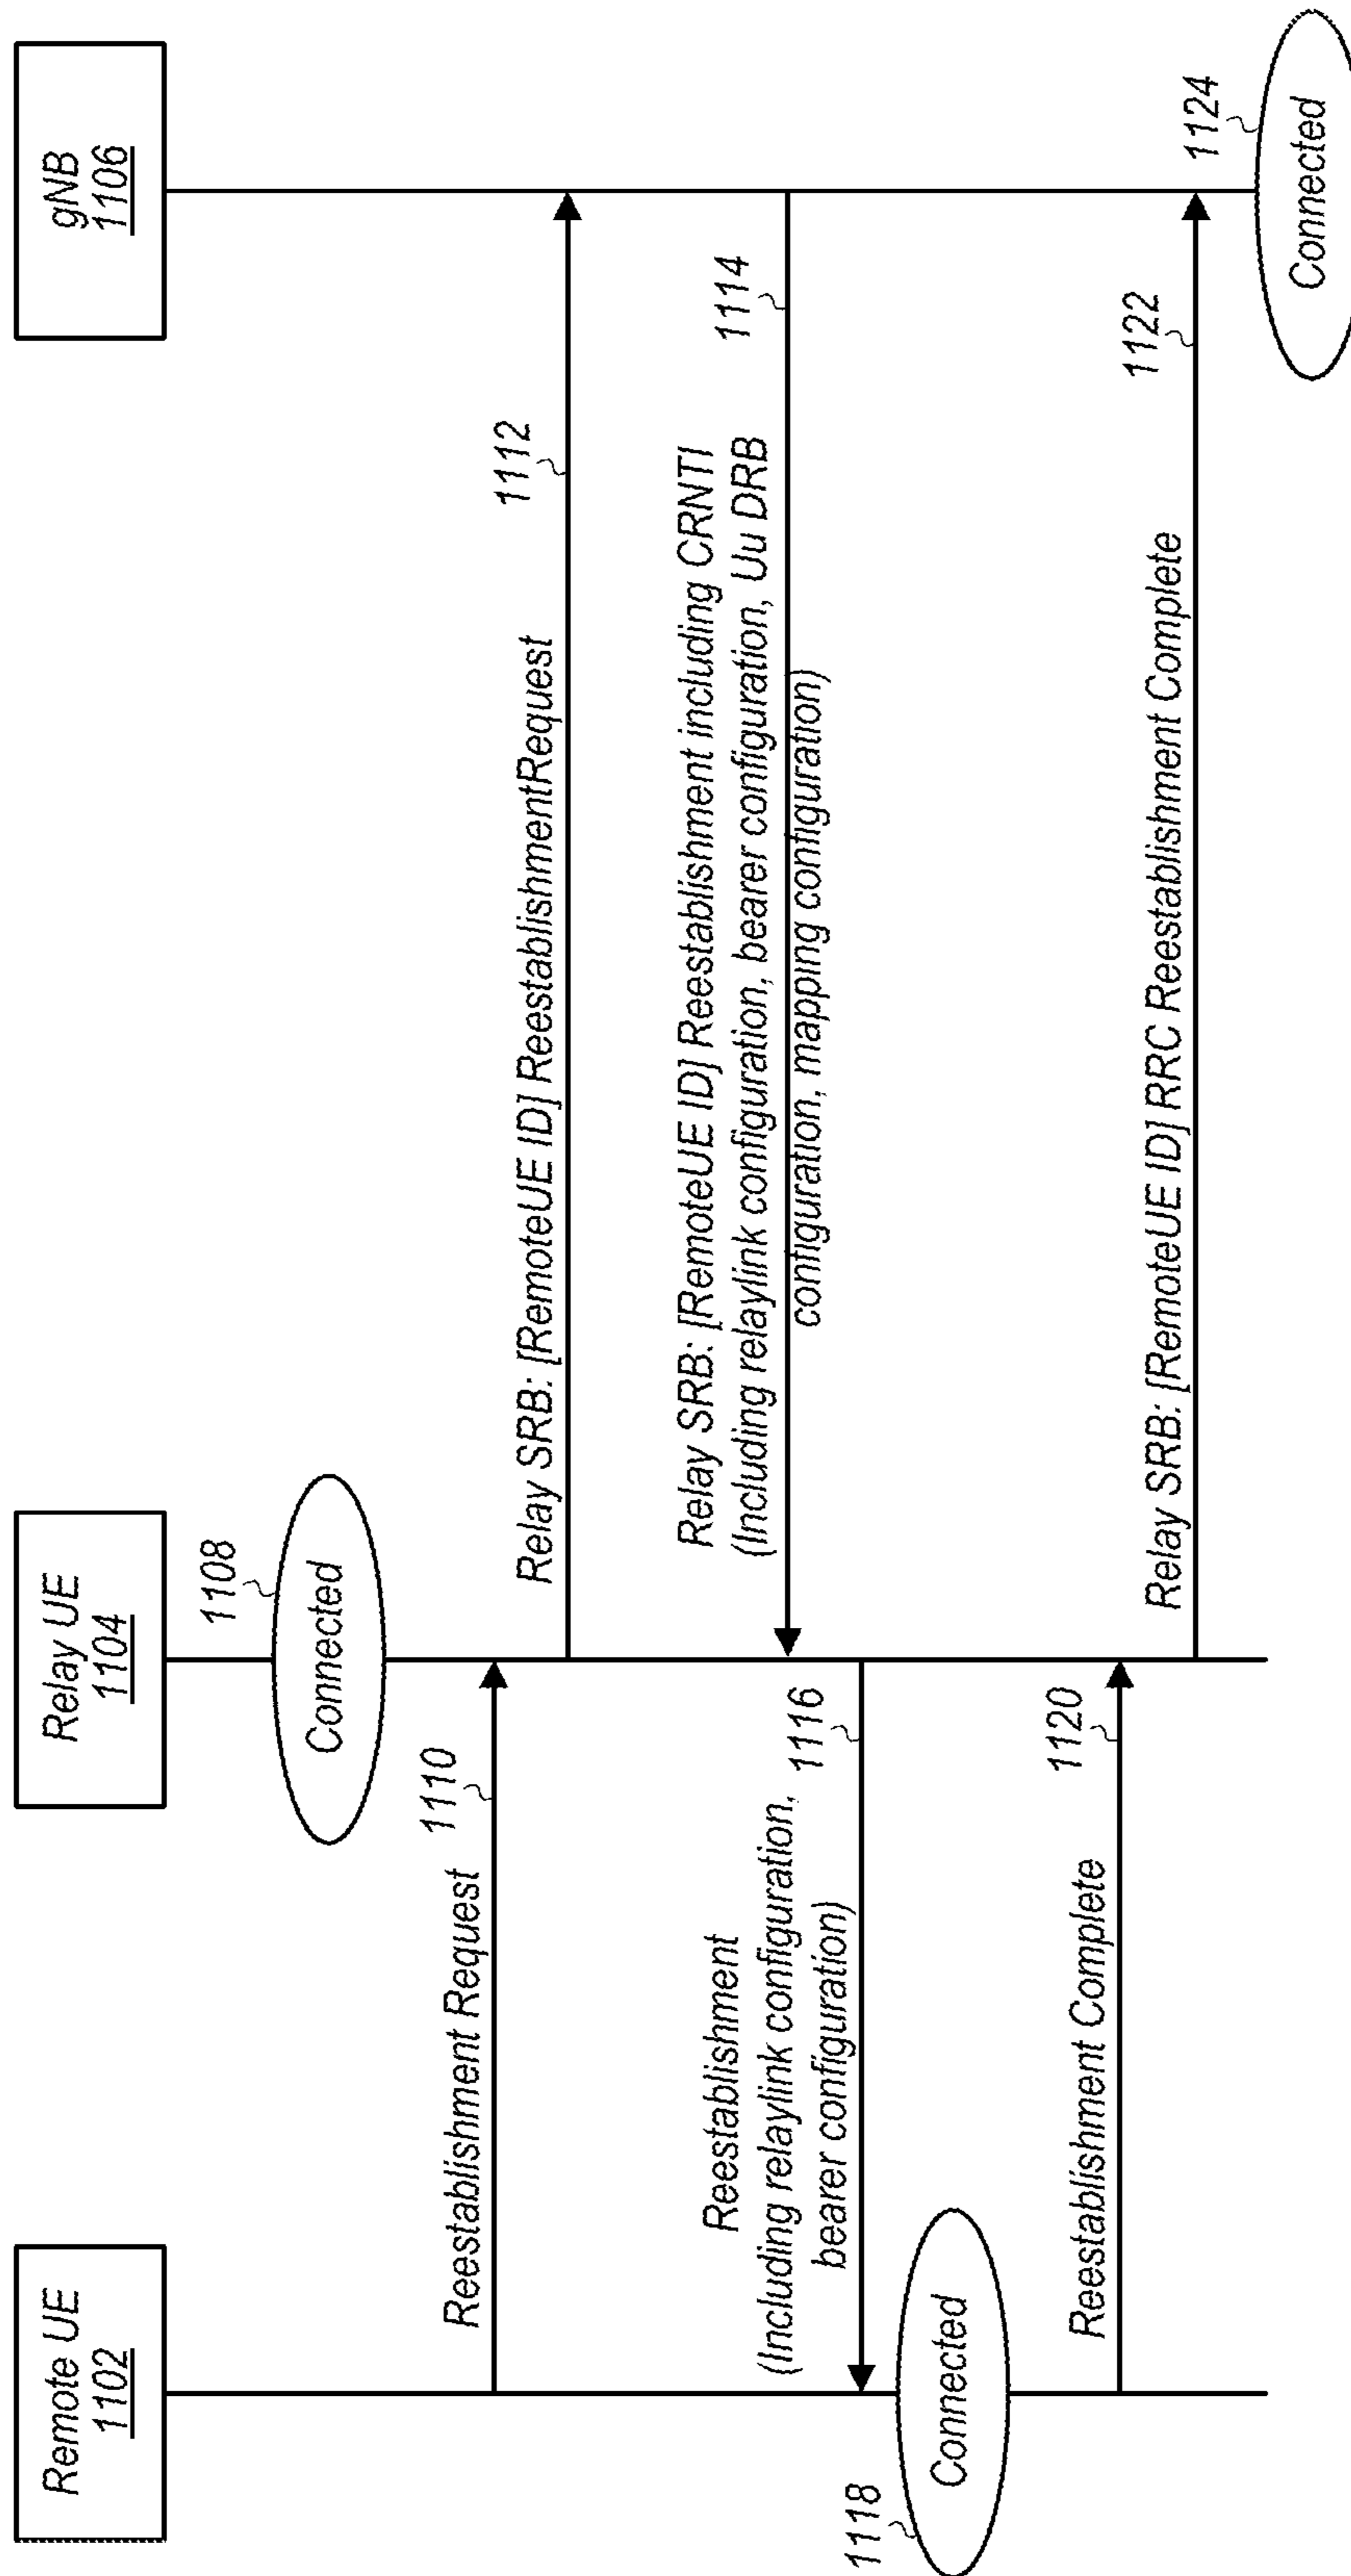 Remote UE
1102
Relay UE
1104
gNB
1106
1108
Connected
1110
Reestablishment Request
1112
Relay SRB: [RemoteUE ID] ReestablishmentRequest
1114
Relay SRB: [RemoteUE ID] Reestablishment including CRNTI
(Including relaylink configuration, bearer configuration, Uu DRB
configuration, mapping configuration)
1116
Reestablishment
(Including relaylink configuration,
bearer configuration)
1118
Connected
1120
Reestablishment Complete
1122
Relay SRB: [RemoteUE ID] RRC Reestablishment Complete
1124
Connected